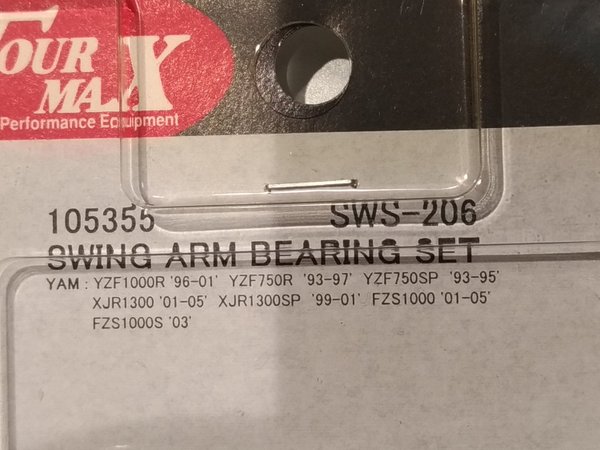 TOUR
MAX
Performance Equipment
105355 SWS-206
SWING ARM BEARING SET
YAM : YZF1000R '96-01' YZF750R '93-97' YZF750SP '93-95'
XJR1300 '01-05' XJR1300SP '99-01' FZS1000 '01-05'
FZS1000S '03'